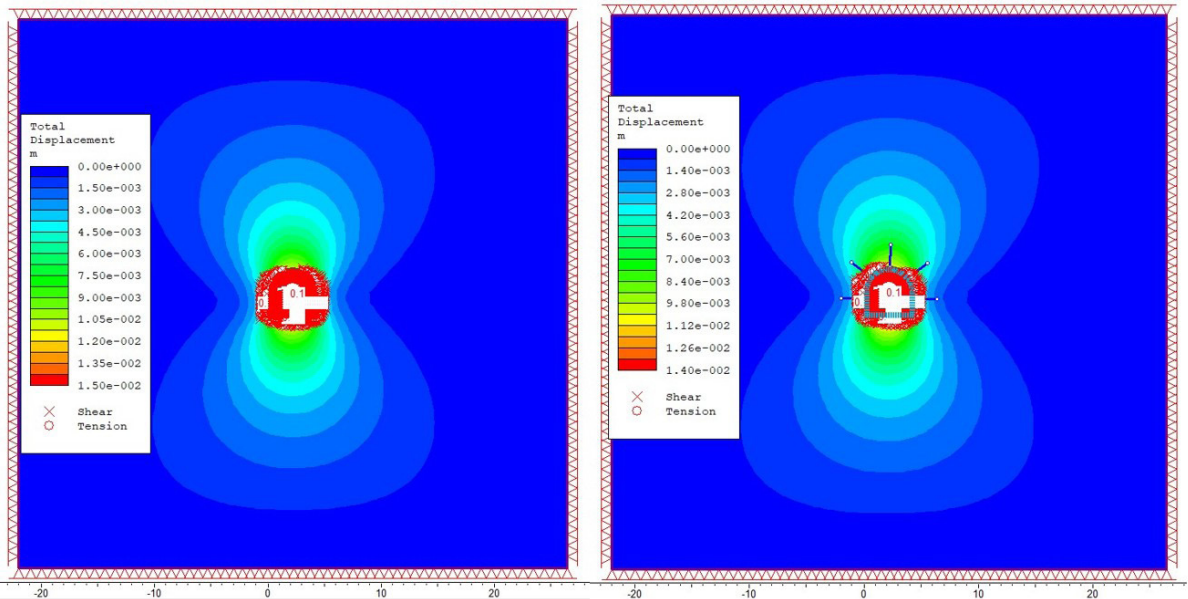 Total
Displacement
m
0.00e+000
1.50e-003
3.00e-003
4.50e-003
6.00e-003
7.50e-003
9.00e-003
1.05e-002
1.20e-002
1.35e-002
1.50e-002
Shear
Tension
0.1
-20
-10
0
10
20
Total
Displacement
m
0.00e+000
1.40e-003
2.80e-003
4.20e-003
5.60e-003
7.00e-003
8.40e-003
9.80e-003
1.12e-002
1.26e-002
1.40e-002
Shear
Tension
0.1
-20
-10
0
10
20